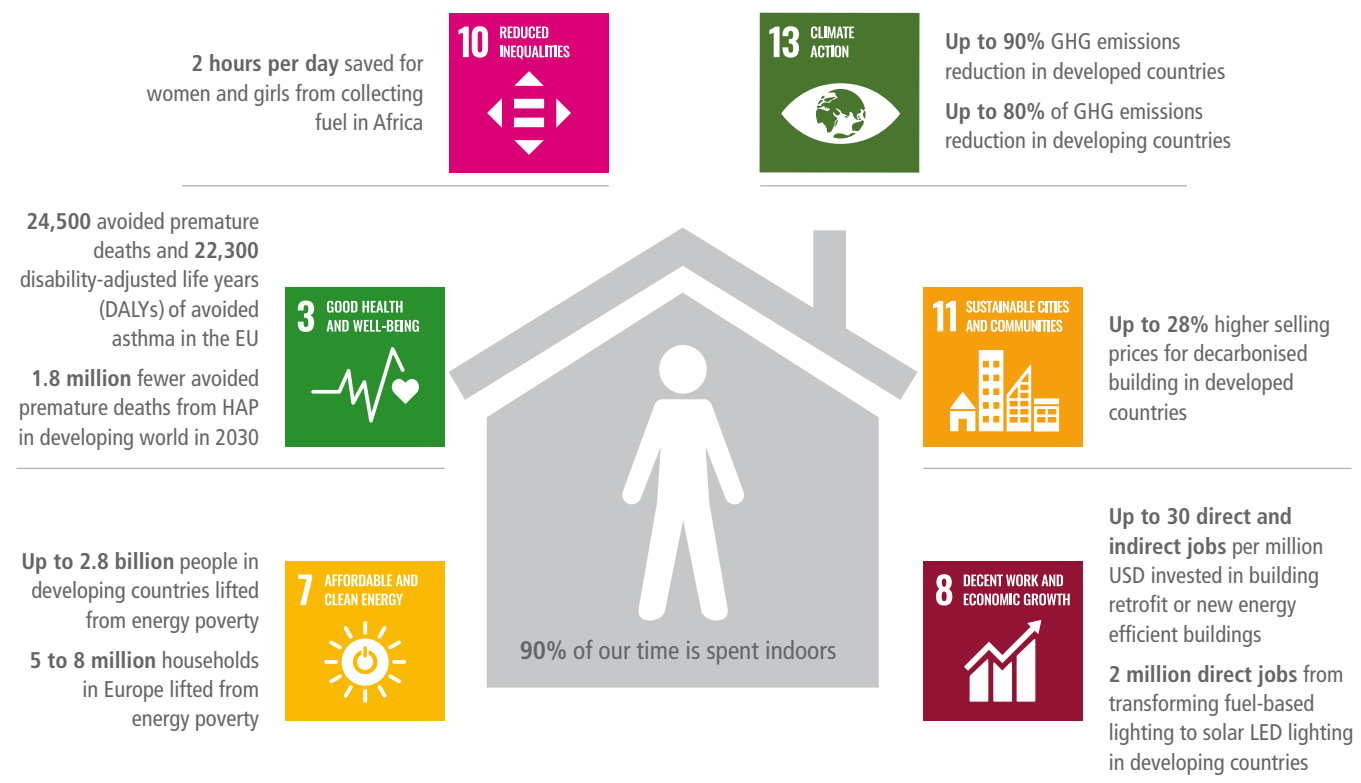 2 hours per day saved for
women and girls from collecting
fuel in Africa
10 REDUCED
INEQUALITIES
13 CLIMATE
ACTION
Up to 90% GHG emissions
reduction in developed countries
Up to 80% of GHG emissions
reduction in developing countries
24,500 avoided premature
deaths and 22,300
disability-adjusted life years
(DALYs) of avoided
asthma in the EU
1.8 million fewer avoided
premature deaths from HAP
in developing world in 2030
3 GOOD HEALTH
AND WELL-BEING
11 SUSTAINABLE CITIES
AND COMMUNITIES
Up to 28% higher selling
prices for decarbonised
building in developed
countries
Up to 2.8 billion people in
developing countries lifted
from energy poverty
5 to 8 million households
in Europe lifted from
energy poverty
7 AFFORDABLE AND
CLEAN ENERGY
90% of our time is spent indoors
8 DECENT WORK AND
ECONOMIC GROWTH
Up to 30 direct and
indirect jobs per million
USD invested in building
retrofit or new energy
efficient buildings
2 million direct jobs from
transforming fuel-based
lighting to solar LED lighting
in developing countries